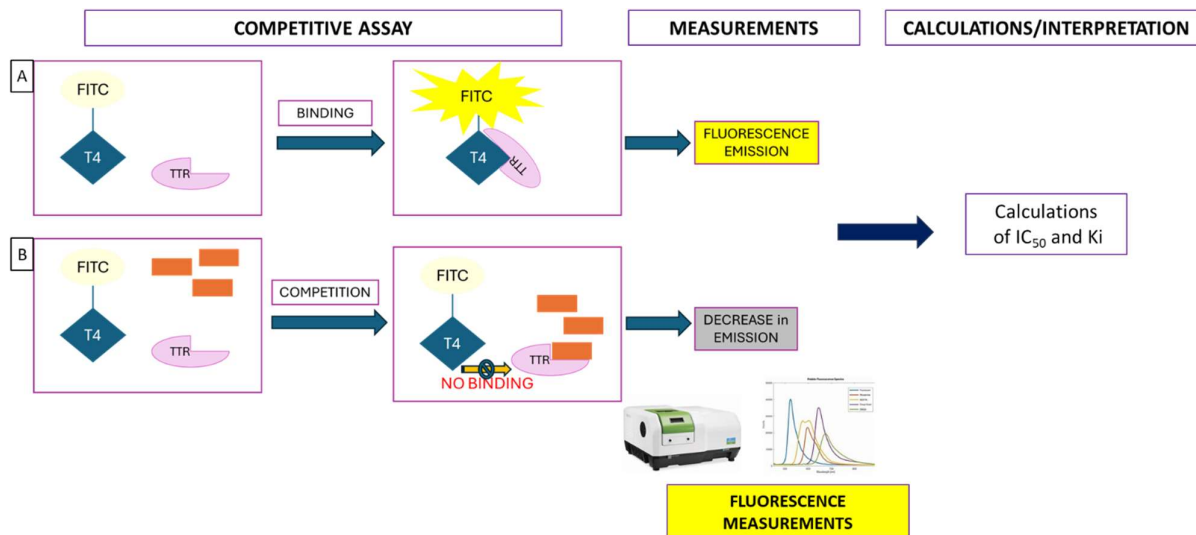 COMPETITIVE ASSAY
MEASUREMENTS
CALCULATIONS/INTERPRETATION
A
FITC
T4
TTR
BINDING
FITC
T4
TTR
FLUORESCENCE
EMISSION
Calculations
of IC₅₀ and Ki
B
FITC
T4
TTR
COMPETITION
FITC
T4
TTR
NO BINDING
DECREASE in
EMISSION
FLUORESCENCE
MEASUREMENTS